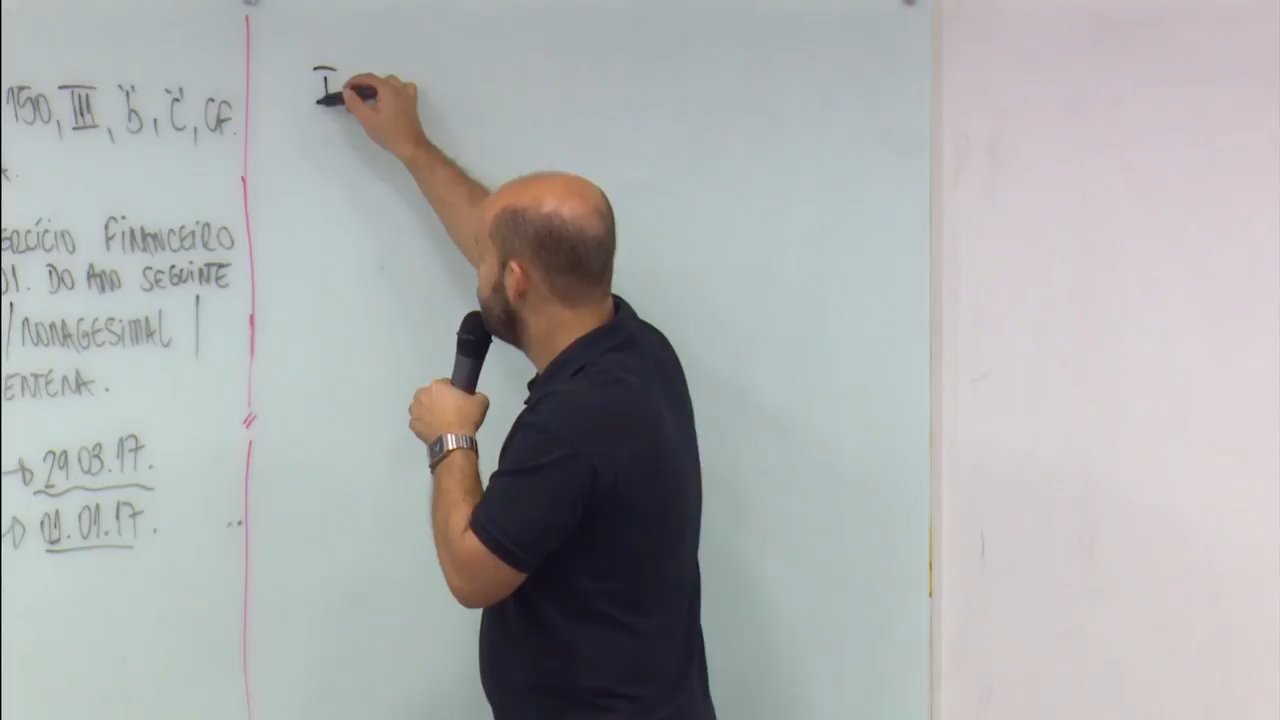 150, III, "b", "c", CF.
ERCÍCIO FINANCEIRO
01. DO ANO SEGUINTE
NONAGESIMAL
ENTENA.
29.03.17.
01.01.17.
I